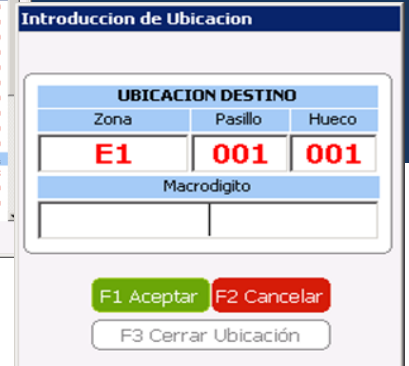 Introduccion de Ubicacion
UBICACION DESTINO
Zona Pasillo Hueco
E1 001 001
Macrodigito
F1 Aceptar F2 Cancelar
F3 Cerrar Ubicación